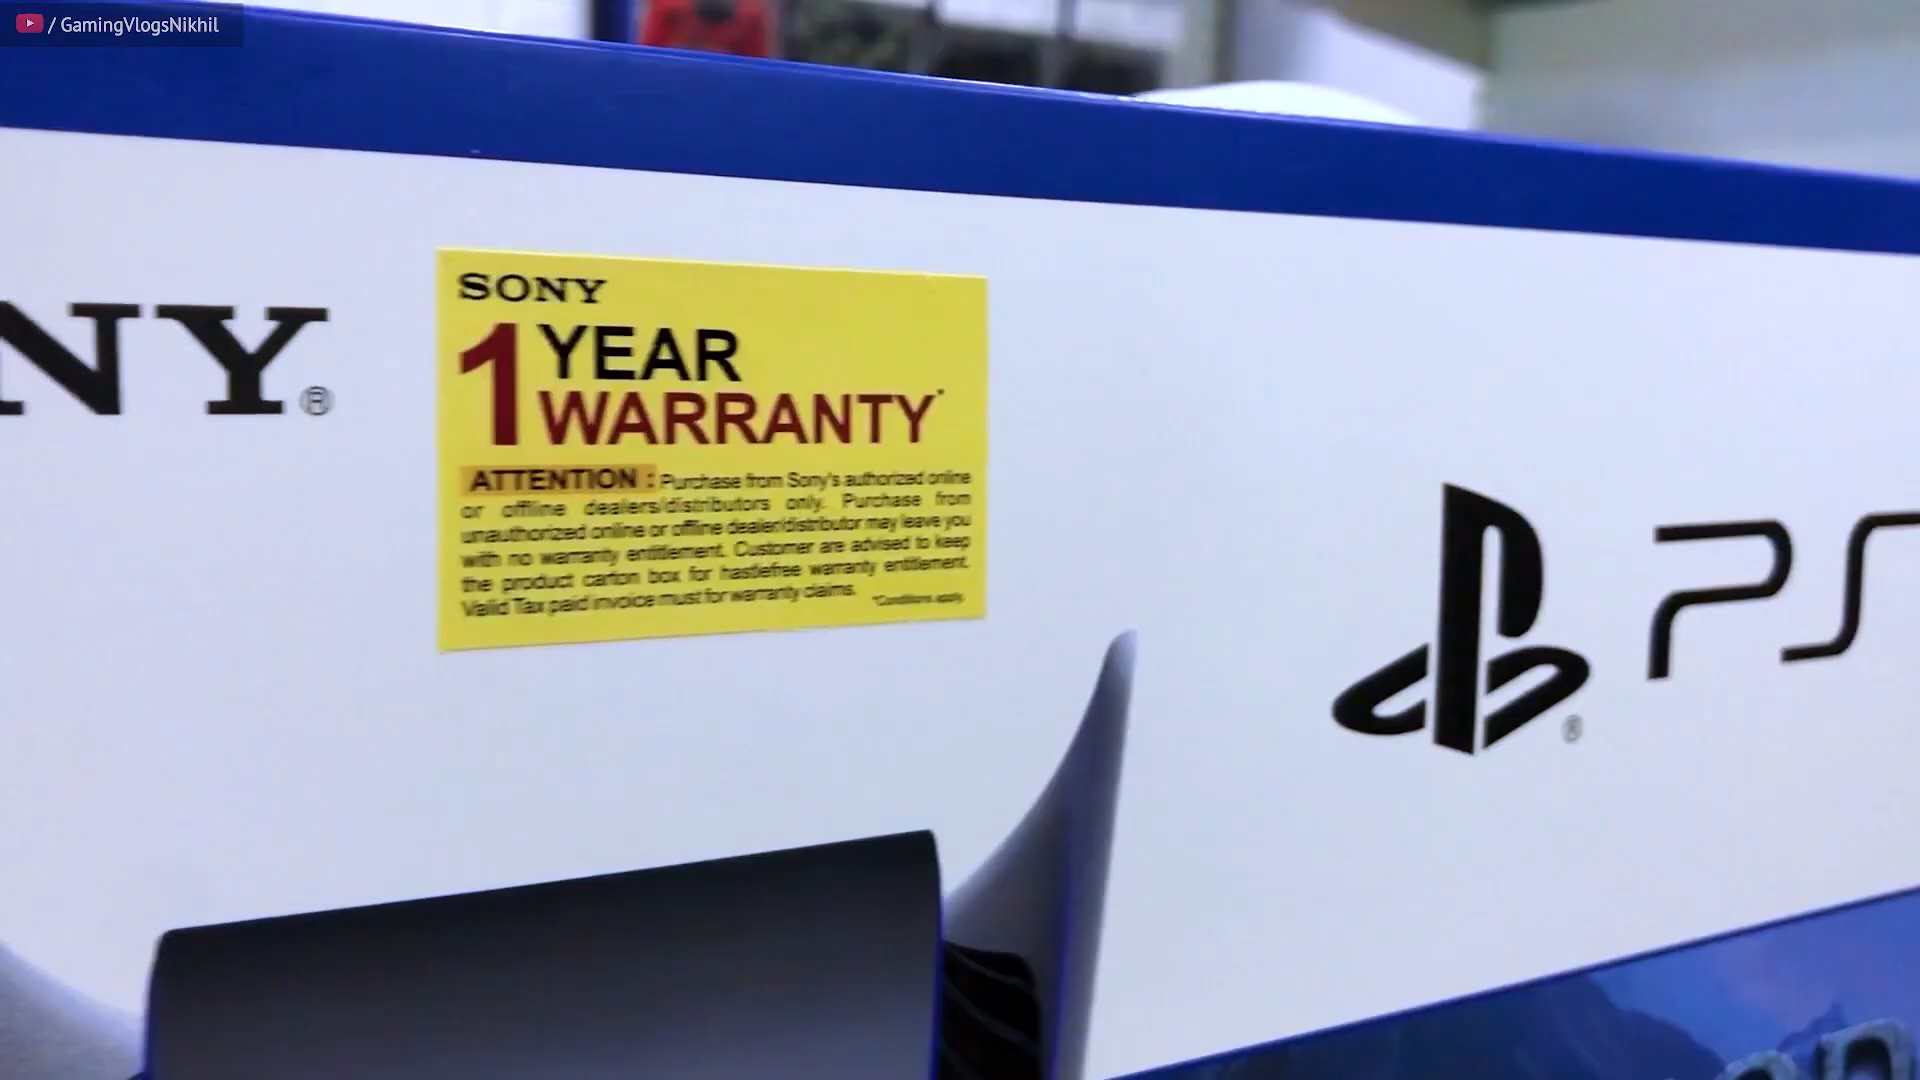 / GamingVlogsNikhil
NY®
SONY
1 YEAR
WARRANTY*
ATTENTION : Purchase from Sony's authorized online
or offline dealers/distributors only. Purchase from
unauthorized online or offline dealer/distributor may leave you
with no warranty entitlement. Customer are advised to keep
the product carton box for hastlefree warranty entitlement.
Valid Tax paid invoice must for warranty claims.
*Conditions apply.
PS
®